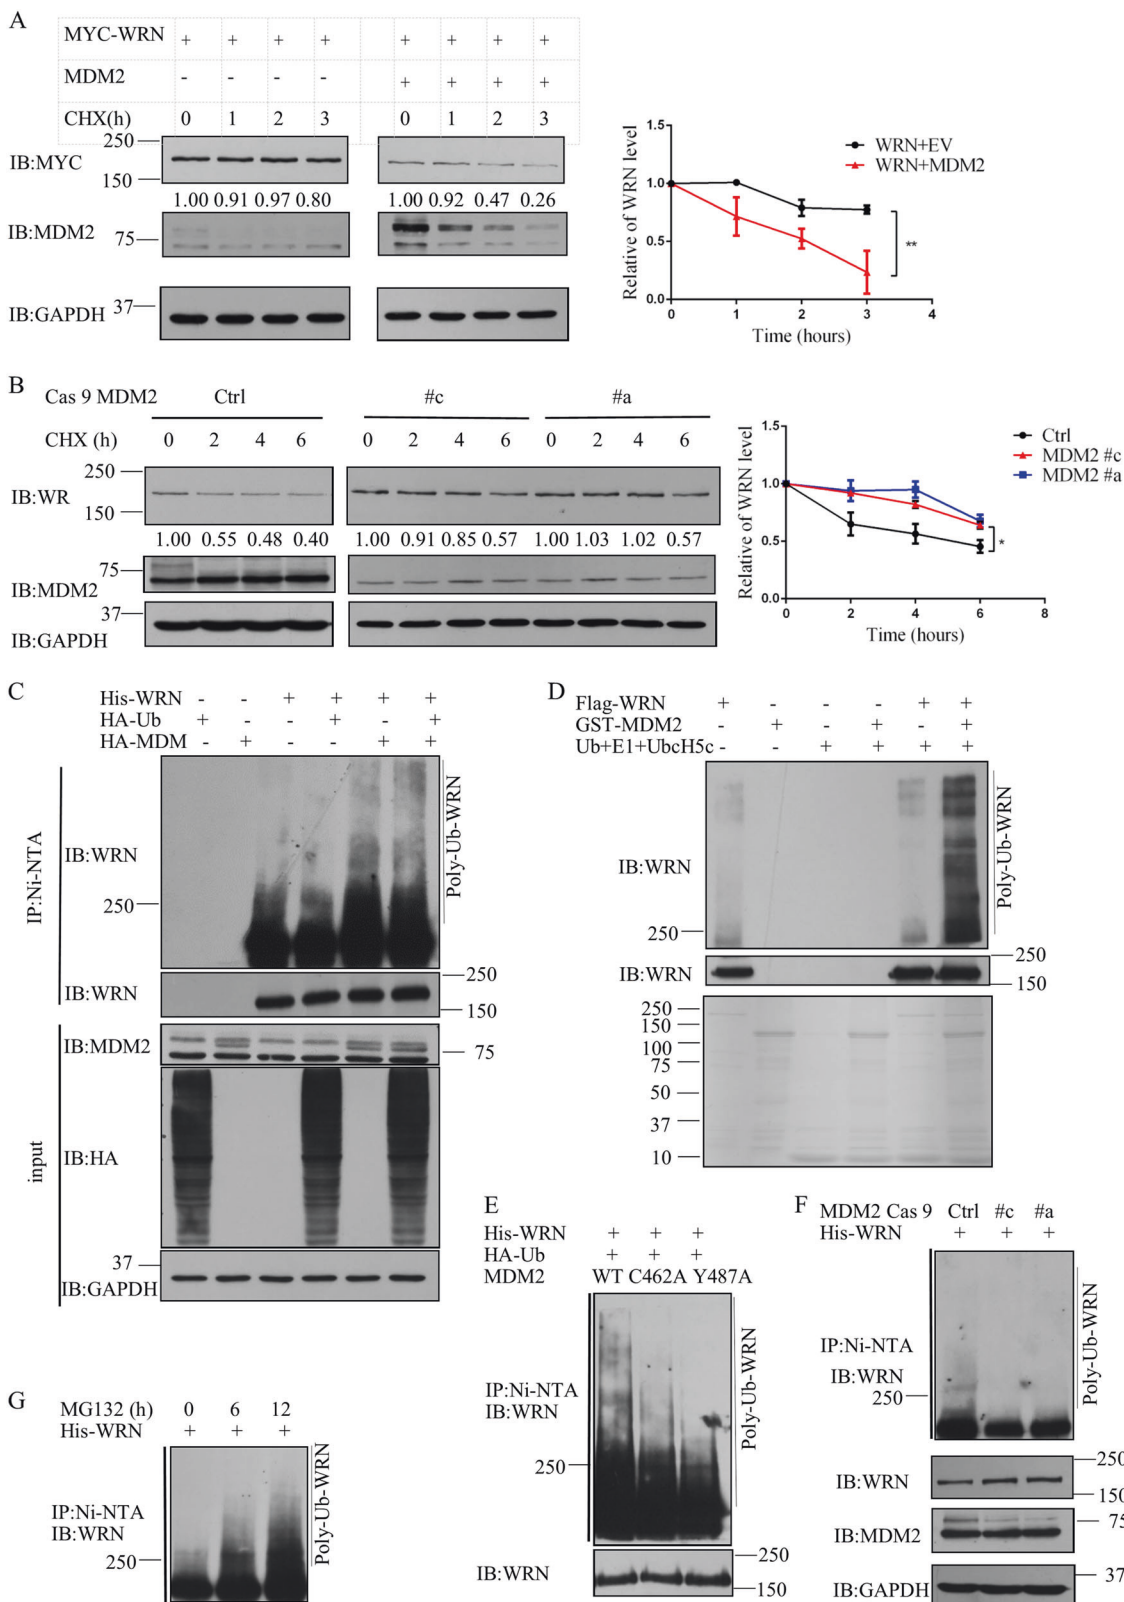 A
MYC-WRN + + + + + + + +
MDM2 - - - - + + + +
CHX(h) 0 1 2 3 0 1 2 3
250
IB:MYC
150
1.00 0.91 0.97 0.80 1.00 0.92 0.47 0.26
IB:MDM2
75
37
IB:GAPDH
Relative of WRN level
1.5
1.0
0.5
0.0
0 1 2 3 4
Time (hours)
WRN+EV
WRN+MDM2
**
B
Cas 9 MDM2 Ctrl #c #a
CHX (h) 0 2 4 6 0 2 4 6 0 2 4 6
250
IB:WR
150
1.00 0.55 0.48 0.40 1.00 0.91 0.85 0.57 1.00 1.03 1.02 0.57
75
IB:MDM2
37
IB:GAPDH
Relative of WRN level
1.5
1.0
0.5
0.0
0 2 4 6 8
Time (hours)
Ctrl
MDM2 #c
MDM2 #a
*
C
His-WRN - - + + + +
HA-Ub + - - + - +
HA-MDM - + - - + +
IP:Ni-NTA
IB:WRN
250
Poly-Ub-WRN
IB:WRN
250
150
input
IB:MDM2
75
IB:HA
37
IB:GAPDH
D
Flag-WRN + - - - + +
GST-MDM2 - + - + - +
Ub+E1+UbcH5c - - + + + +
IB:WRN
250
Poly-Ub-WRN
IB:WRN
250
150
250
150
100
75
50
37
10
E
His-WRN + + +
HA-Ub + + +
MDM2 WT C462A Y487A
IP:Ni-NTA
IB:WRN
250
Poly-Ub-WRN
IB:WRN
250
150
F
MDM2 Cas 9 Ctrl #c #a
His-WRN + + +
IP:Ni-NTA
IB:WRN
250
Poly-Ub-WRN
IB:WRN
250
150
IB:MDM2
75
IB:GAPDH
37
G
MG132 (h) 0 6 12
His-WRN + + +
IP:Ni-NTA
IB:WRN
250
Poly-Ub-WRN